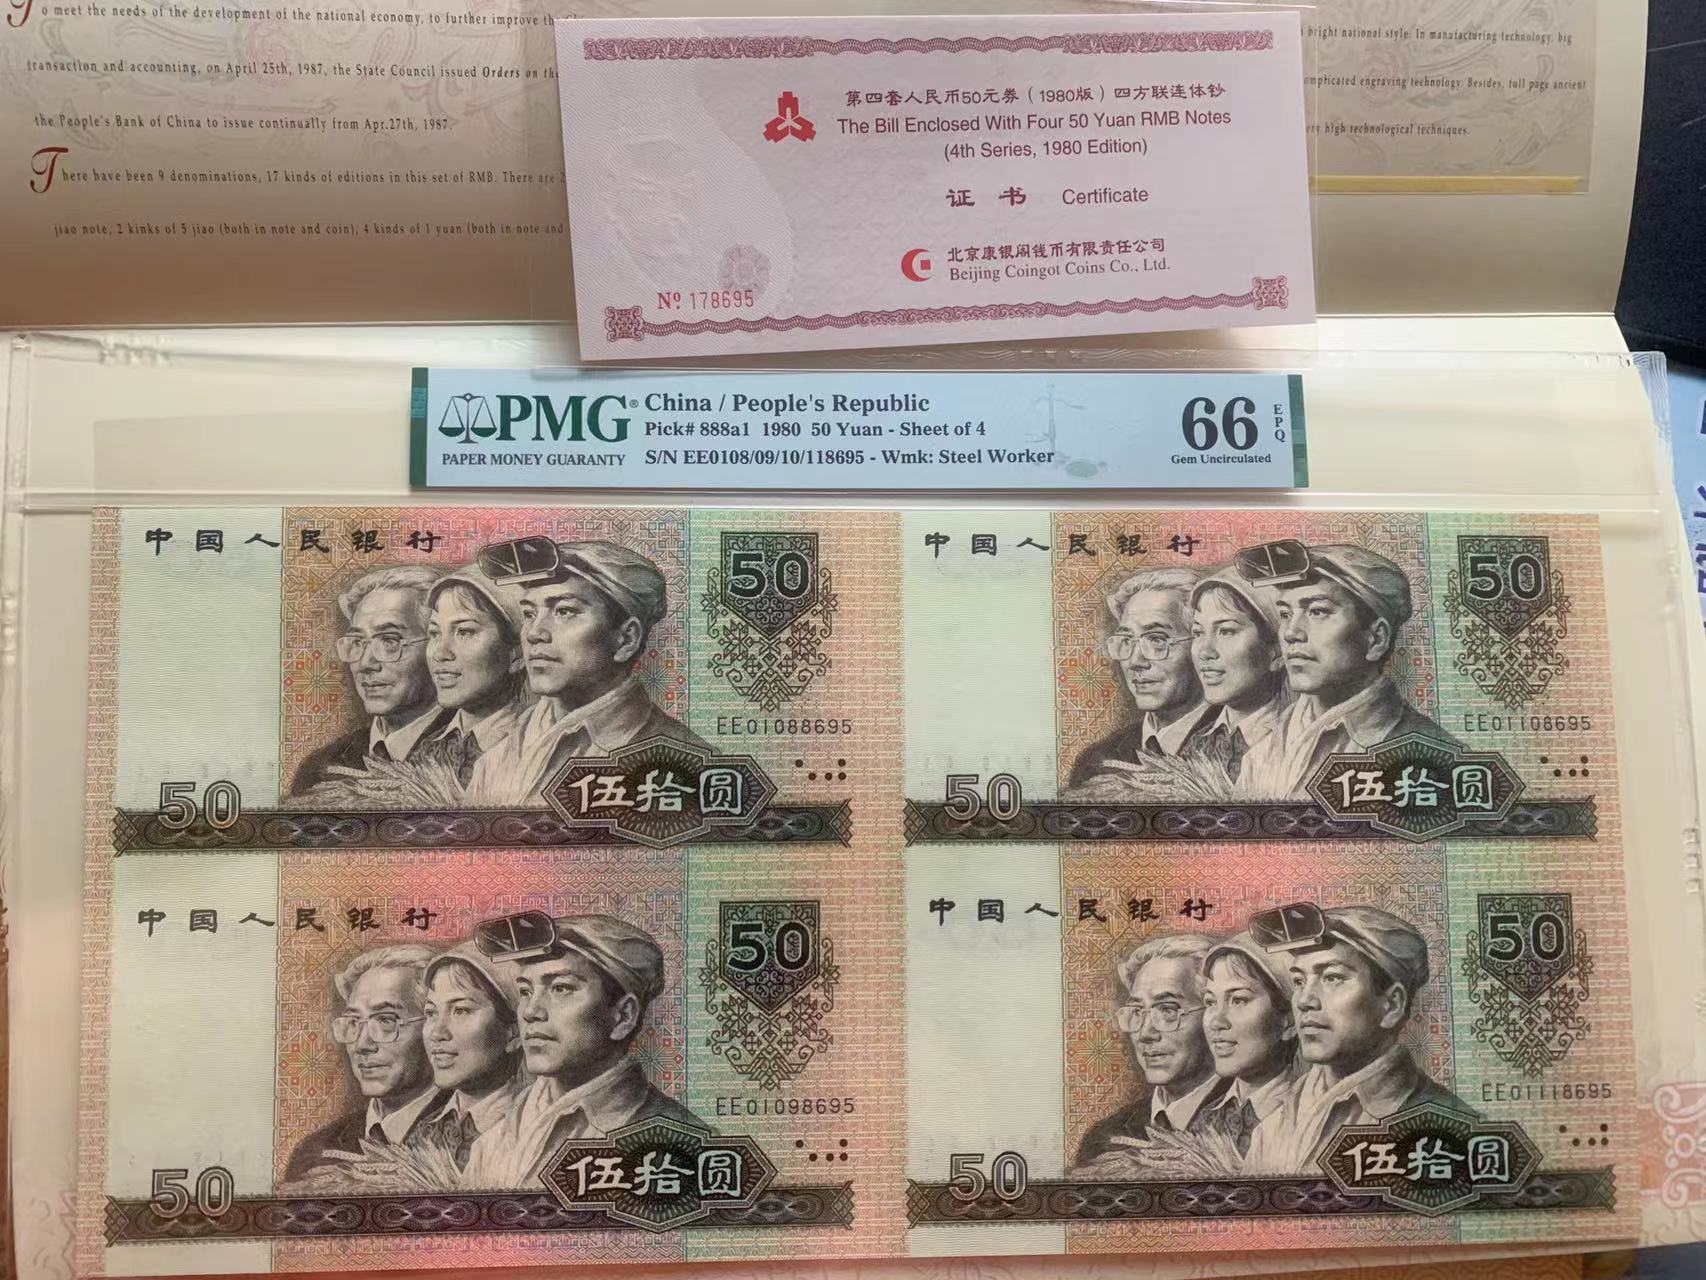 To meet the needs of the development of the national economy, to further improve the
transaction and accounting, on April 25th, 1987, the State Council issued Orders on the
the People's Bank of China to issue continually from Apr.27th, 1987.
There have been 9 denominations, 17 kinds of editions in this set of RMB. There are 2
jiao note, 2 kinks of 5 jiao (both in note and coin), 4 kinds of 1 yuan (both in note and
bright national style. In manufacturing technology, big
complicated engraving technology. Besides, full page ancient
very high technological techniques.
第四套人民币50元券（1980版）四方联连体钞
The Bill Enclosed With Four 50 Yuan RMB Notes
(4th Series, 1980 Edition)
证书 Certificate
北京康银阁钱币有限责任公司
Beijing Coingot Coins Co., Ltd.
Nº 178695
PMG®
PAPER MONEY GUARANTY
China / People's Republic
Pick# 888a1 1980 50 Yuan - Sheet of 4
S/N EE0108/09/10/118695 - Wmk: Steel Worker
66 EPQ
Gem Uncirculated
中国人民银行
50
EE01088695
50
伍拾圆
中国人民银行
50
EE01108695
50
伍拾圆
中国人民银行
50
EE01098695
50
伍拾圆
中国人民银行
50
EE01118695
50
伍拾圆